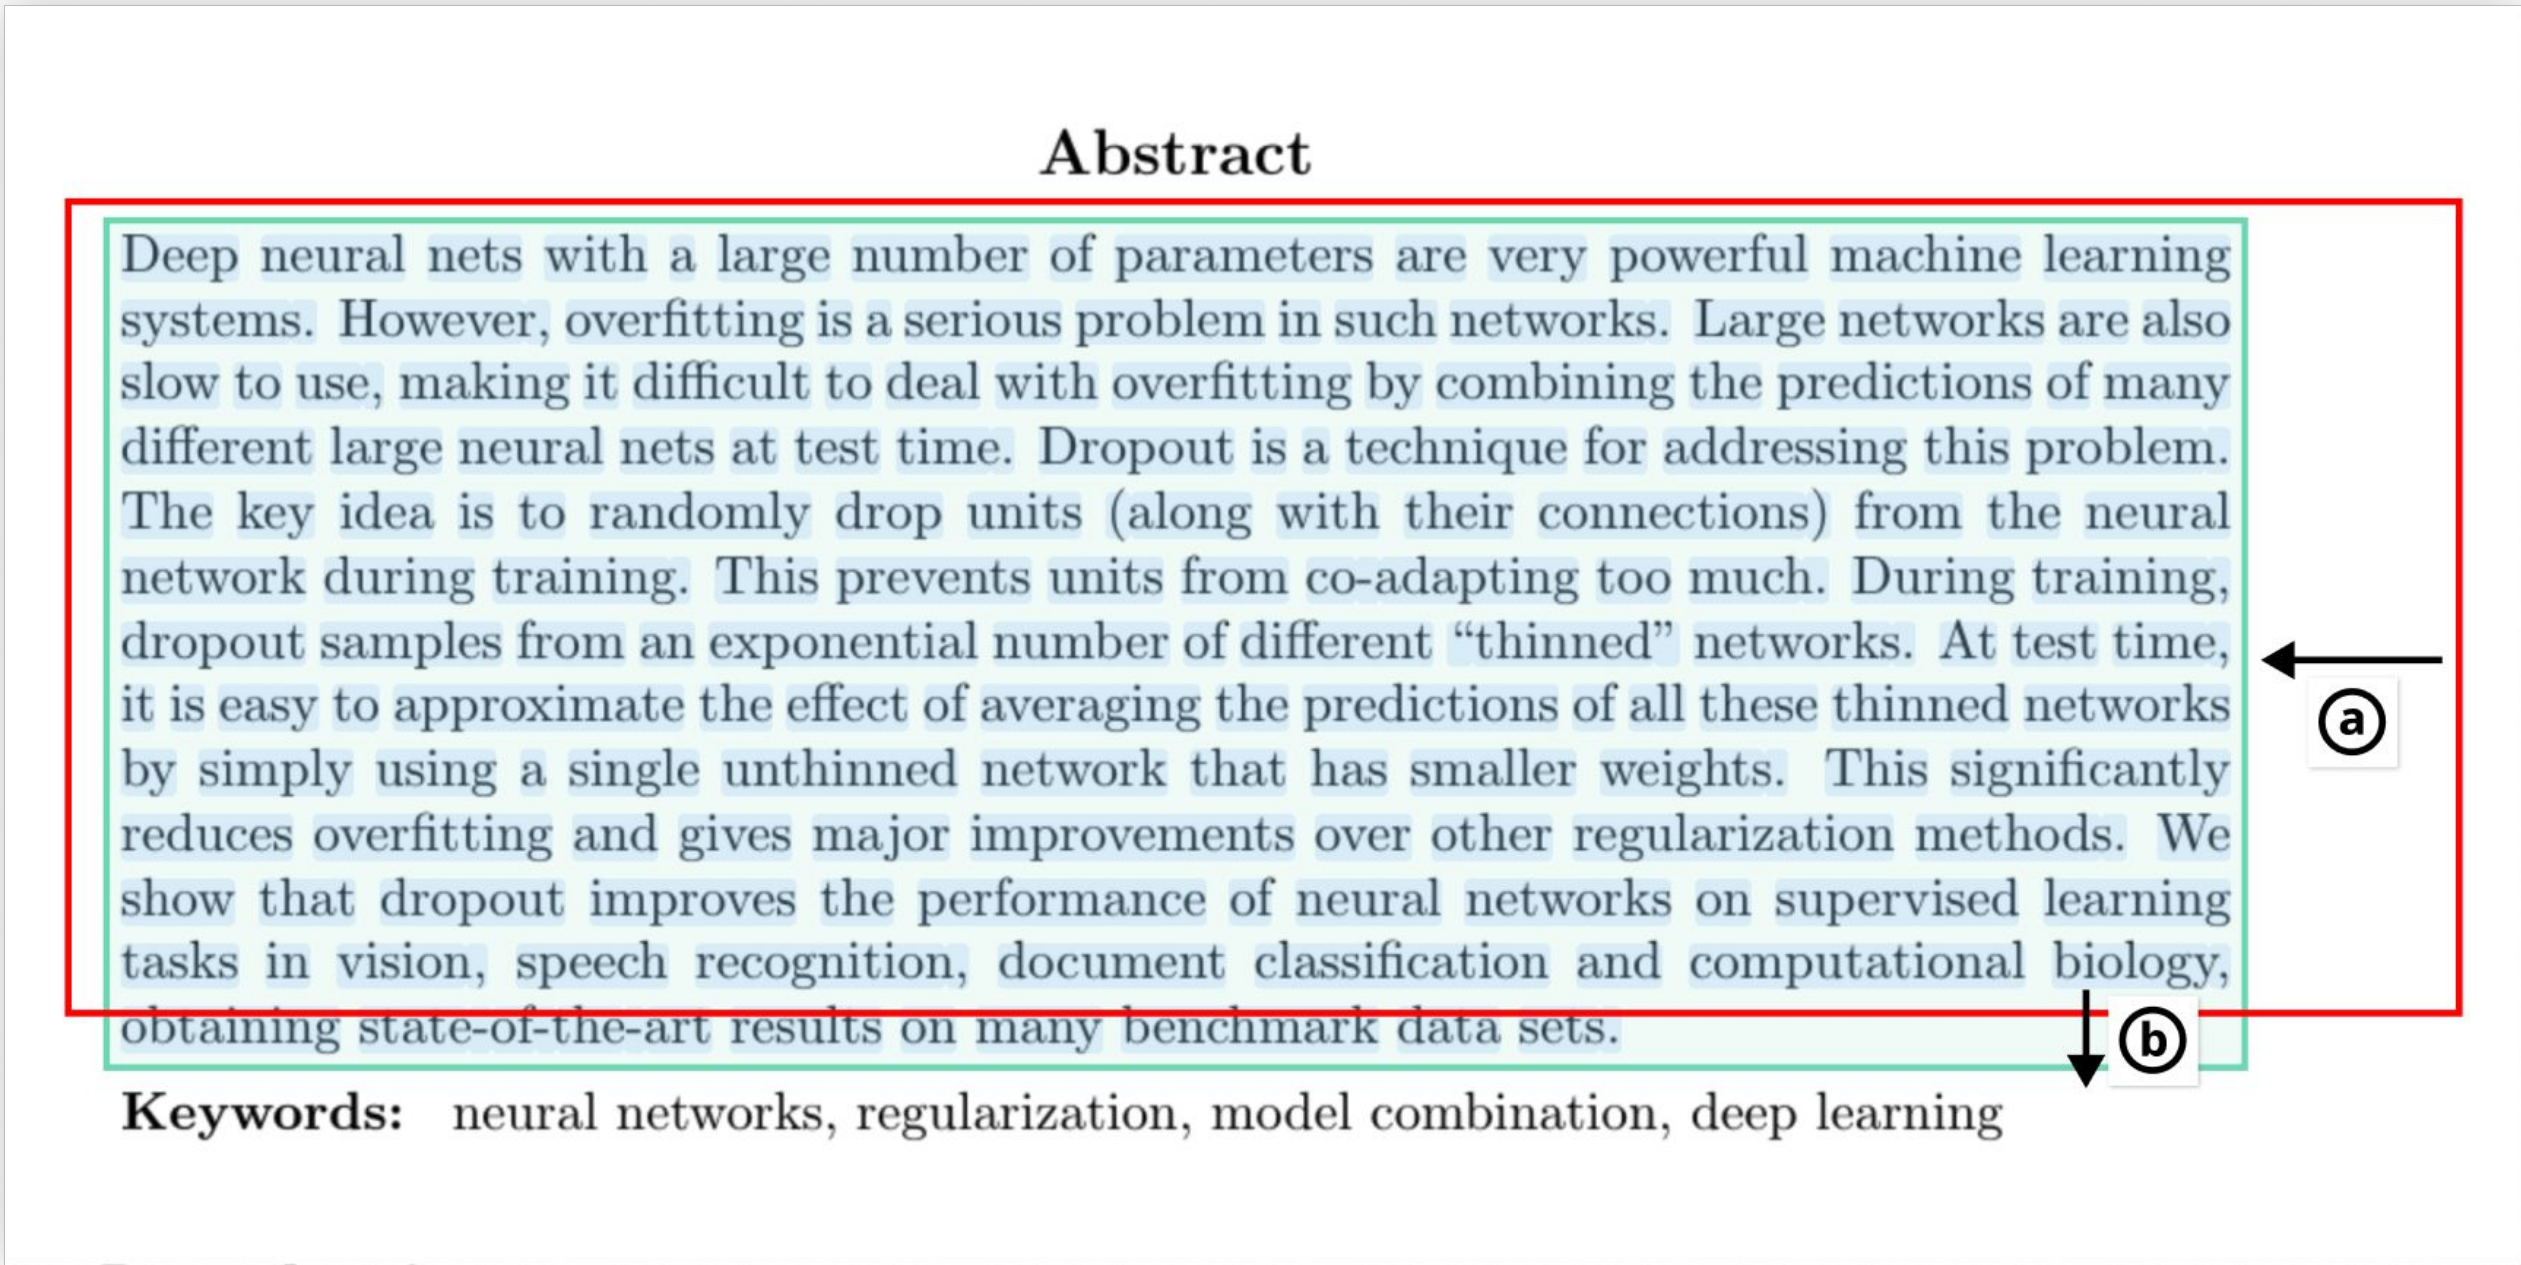 Abstract
Deep neural nets with a large number of parameters are very powerful machine learning
systems. However, overfitting is a serious problem in such networks. Large networks are also
slow to use, making it difficult to deal with overfitting by combining the predictions of many
different large neural nets at test time. Dropout is a technique for addressing this problem.
The key idea is to randomly drop units (along with their connections) from the neural
network during training. This prevents units from co-adapting too much. During training,
dropout samples from an exponential number of different “thinned” networks. At test time,
it is easy to approximate the effect of averaging the predictions of all these thinned networks
by simply using a single unthinned network that has smaller weights. This significantly
reduces overfitting and gives major improvements over other regularization methods. We
show that dropout improves the performance of neural networks on supervised learning
tasks in vision, speech recognition, document classification and computational biology,
obtaining state-of-the-art results on many benchmark data sets.
Keywords: neural networks, regularization, model combination, deep learning
a
b